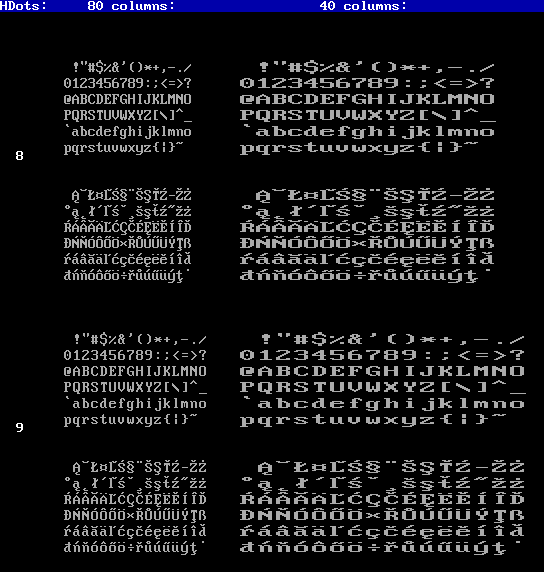 HDots: 80 columns: 40 columns:
!"#$%&'()*+,-./ !"#$%&'()*+,-./
0123456789:;<=>? 0123456789:;<=>?
@ABCDEFGHIJKLMNO @ABCDEFGHIJKLMNO
PQRSTUVWXYZ[\]^_ PQRSTUVWXYZ[\]^_
`abcdefghijklmno `abcdefghijklmno
8 pqrstuvwxyz{|}~ pqrstuvwxyz{|}~
Ą˘Ł¤ĽŚ§¨ŠŞŤŹ-ŽŻ Ą˘Ł¤ĽŚ§¨ŠŞŤŹ-ŽŻ
°ą˛ł´ľśˇ¸šşťź˝žż °ą˛ł´ľśˇ¸šşťź˝žż
ŔÁÂĂÄĹĆÇČÉĘËĚÍÎĎ ŔÁÂĂÄĹĆÇČÉĘËĚÍÎĎ
ĐŃŇÓÔŐÖ×ŘŮÚŰÜÝŢß ĐŃŇÓÔŐÖ×ŘŮÚŰÜÝŢß
ŕáâăäĺćçčéęëěíîď ŕáâăäĺćçčéęëěíîď
đńňóôőö÷řůúűüýţ˙ đńňóôőö÷řůúűüýţ˙
!"#$%&'()*+,-./ !"#$%&'()*+,-./
0123456789:;<=>? 0123456789:;<=>?
@ABCDEFGHIJKLMNO @ABCDEFGHIJKLMNO
PQRSTUVWXYZ[\]^_ PQRSTUVWXYZ[\]^_
`abcdefghijklmno `abcdefghijklmno
9 pqrstuvwxyz{|}~ pqrstuvwxyz{|}~
Ą˘Ł¤ĽŚ§¨ŠŞŤŹ-ŽŻ Ą˘Ł¤ĽŚ§¨ŠŞŤŹ-ŽŻ
°ą˛ł´ľśˇ¸šşťź˝žż °ą˛ł´ľśˇ¸šşťź˝žż
ŔÁÂĂÄĹĆÇČÉĘËĚÍÎĎ ŔÁÂĂÄĹĆÇČÉĘËĚÍÎĎ
ĐŃŇÓÔŐÖ×ŘŮÚŰÜÝŢß ĐŃŇÓÔŐÖ×ŘŮÚŰÜÝŢß
ŕáâăäĺćçčéęëěíîď ŕáâăäĺćçčéęëěíîď
đńňóôőö÷řůúűüýţ˙ đńňóôőö÷řůúűüýţ˙